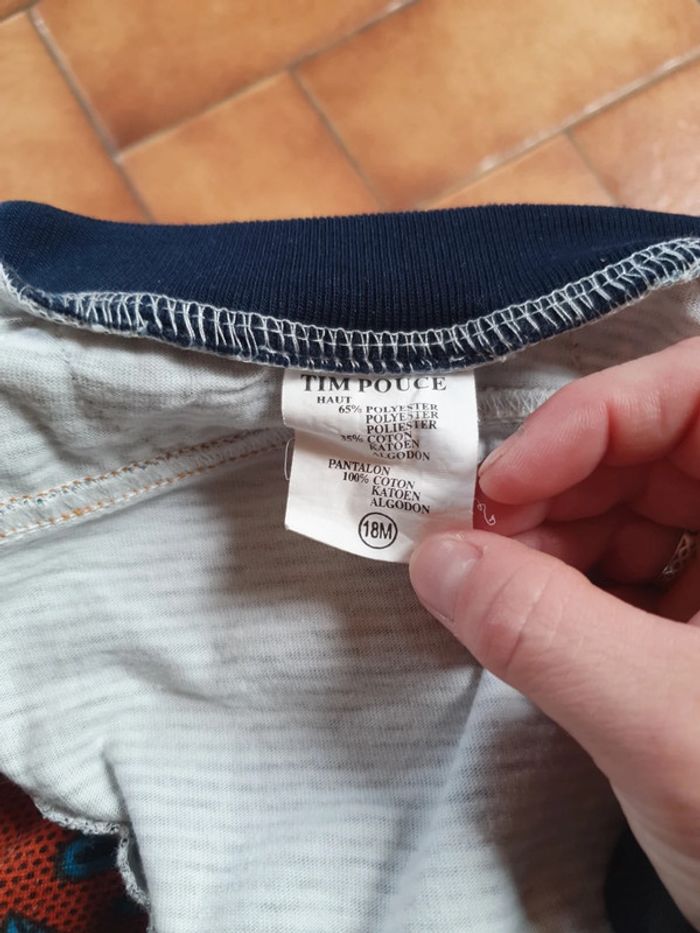 TIM POUCE
HAUT
65% POLYESTER
POLYESTER
POLIESTER
35% COTON
KATOEN
ALGODON
PANTALON
100% COTON
KATOEN
ALGODON
18M